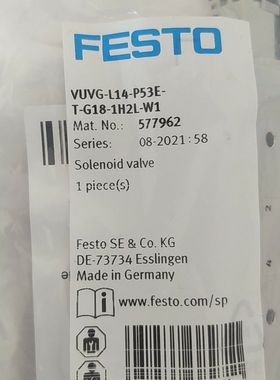 FESTO
VUVG-L14-P53E-
T-G18-1H2L-W1
Mat. No.: 577962
Series: 08-2021:58
Solenoid valve
1 piece(s)
Festo SE & Co. KG
DE-73734 Esslingen
Made in Germany
www.festo.com/sp